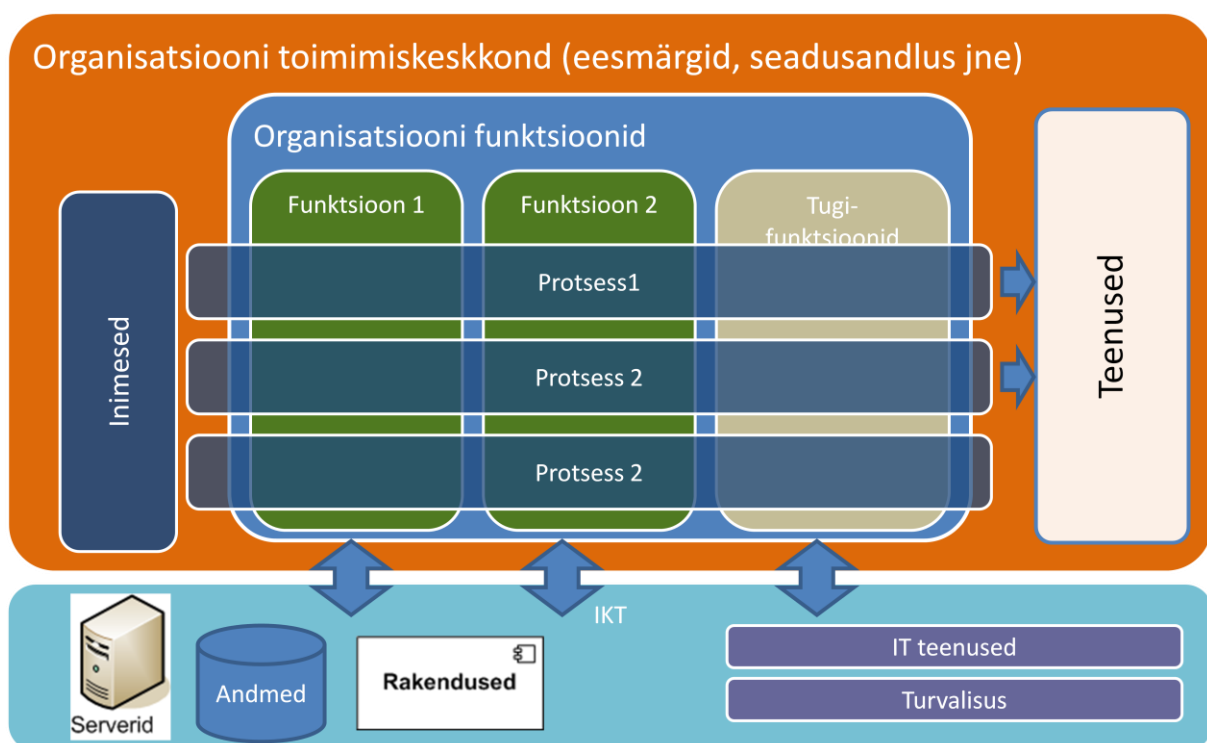 Organisatsiooni toimimiskeskkond (eesmärgid, seadusandlus jne)
Organisatsiooni funktsioonid
Inimesed
Funktsioon 1
Funktsioon 2
Tugi-
funktsioonid
Protsess1
Protsess 2
Protsess 2
Teenused
IKT
Serverid
Andmed
Rakendused
IT teenused
Turvalisus